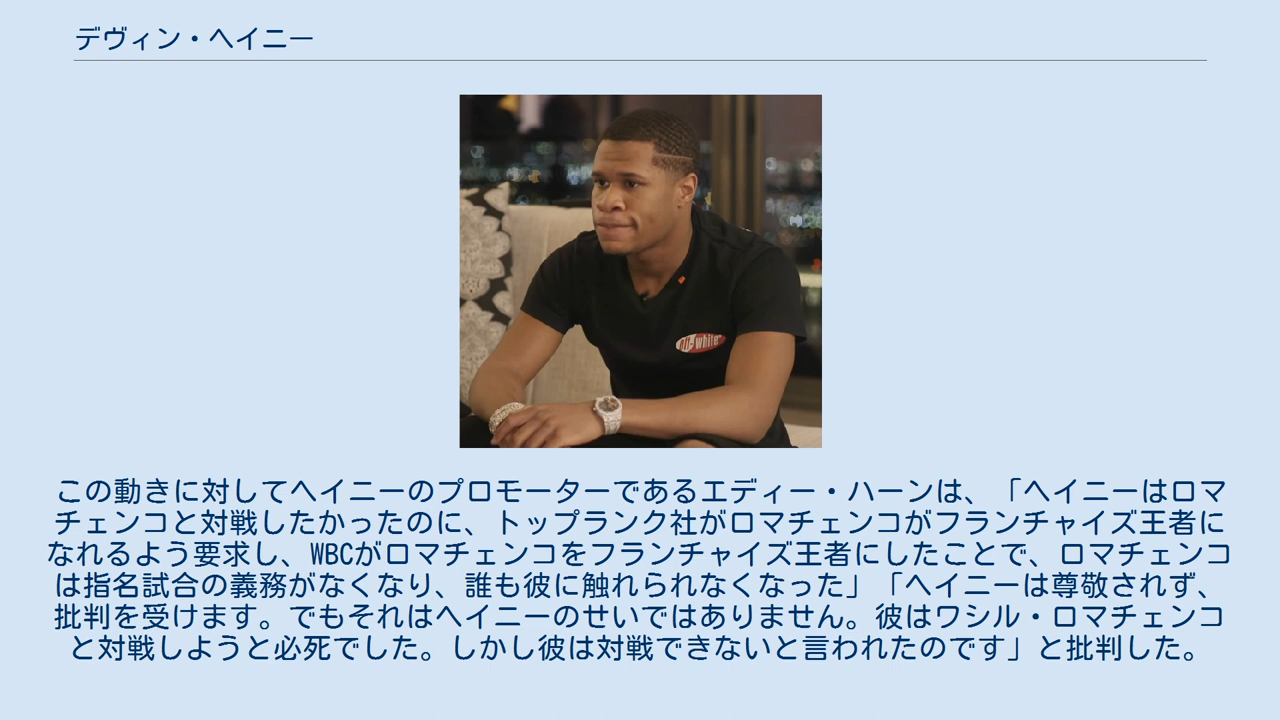 デヴィン・ヘイニー
off-white
この動きに対してヘイニーのプロモーターであるエディー・ハーンは、「ヘイニーはロマ
チェンコと対戦したかったのに、トップランク社がロマチェンコがフランチャイズ王者に
なれるよう要求し、WBCがロマチェンコをフランチャイズ王者にしたことで、ロマチェンコ
は指名試合の義務がなくなり、誰も彼に触れられなくなった」「ヘイニーは尊敬されず、
批判を受けます。でもそれはヘイニーのせいではありません。彼はワシル・ロマチェンコ
と対戦しようと必死でした。しかし彼は対戦できないと言われたのです」と批判した。